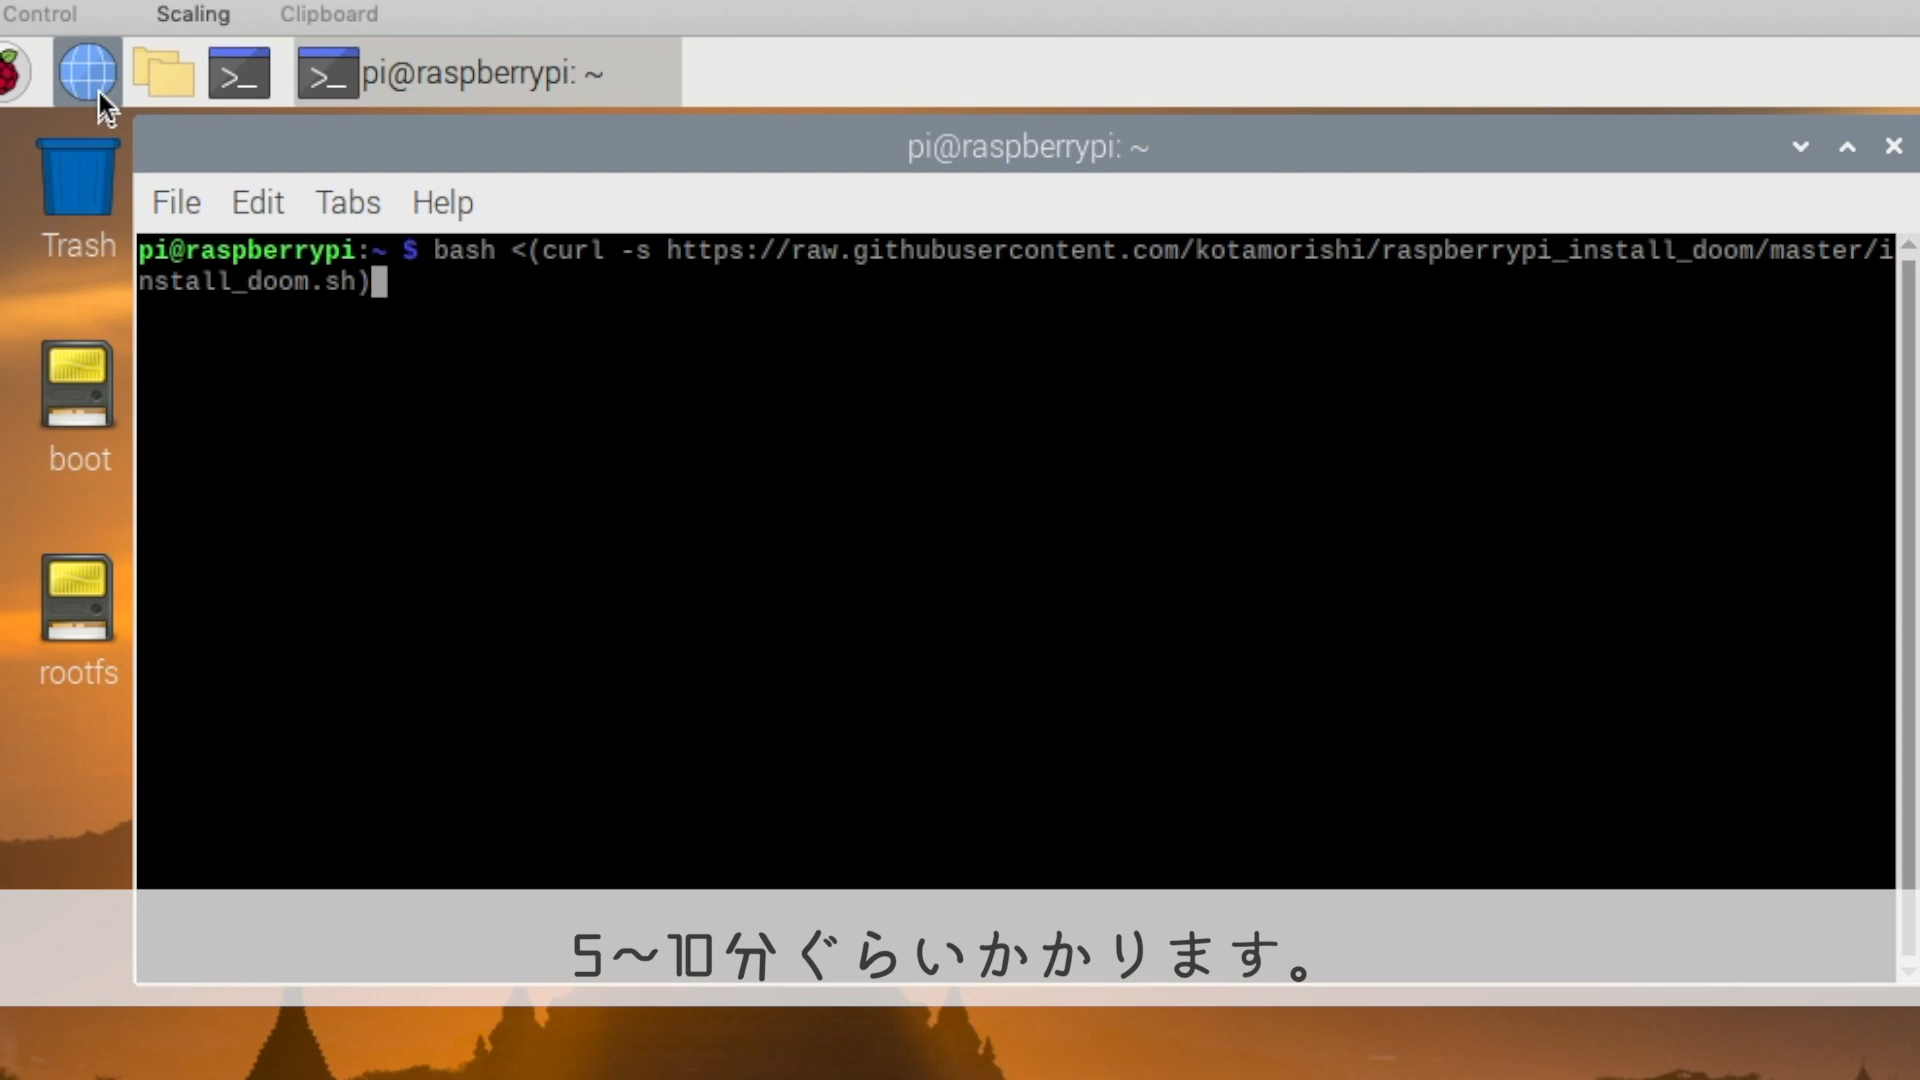 Control Scaling Clipboard
pi@raspberrypi: ~
pi@raspberrypi: ~
File Edit Tabs Help
pi@raspberrypi:~ $ bash <(curl -s https://raw.githubusercontent.com/kotamorishi/raspberrypi_install_doom/master/i
nstall_doom.sh)
Trash
boot
rootfs
5〜10分ぐらいかかります。